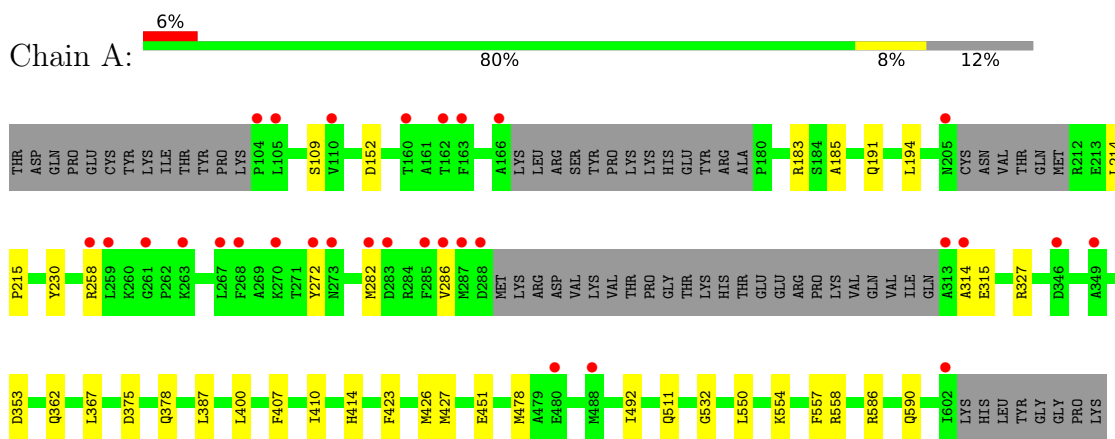 6%
Chain A:
80% 8% 12%
THR ASP GLN PRO GLU CYS TYR LYS ILE THR TYR PRO LYS P104 L105 S109 V110 D152 T160 A161 T162 F163 A166 LYS LEU ARG SER TYR PRO LYS LYS HIS GLU TYR ARG ALA P180 R183 S184 A185 Q191 L194 N205 CYS ASN VAL THR GLN MET R212 E213 L214
P215 Y230 R258 L259 K260 G261 P262 K263 L267 F268 A269 K270 T271 Y272 N273 M282 D283 R284 F285 V286 M287 D288 MET LYS ARG ASP VAL LYS VAL THR PRO GLY THR LYS HIS THR GLU GLU ARG PRO LYS VAL GLN VAL ILE GLN A313 A314 E315 R327 D346 A349
D353 Q362 L367 D375 Q378 L387 L400 F407 I410 H414 F423 M426 M427 E451 M478 A479 E480 M488 I492 Q511 G532 L550 K554 F557 R558 R586 Q590 I602 LYS HIS LEU TYR GLY GLY PRO LYS